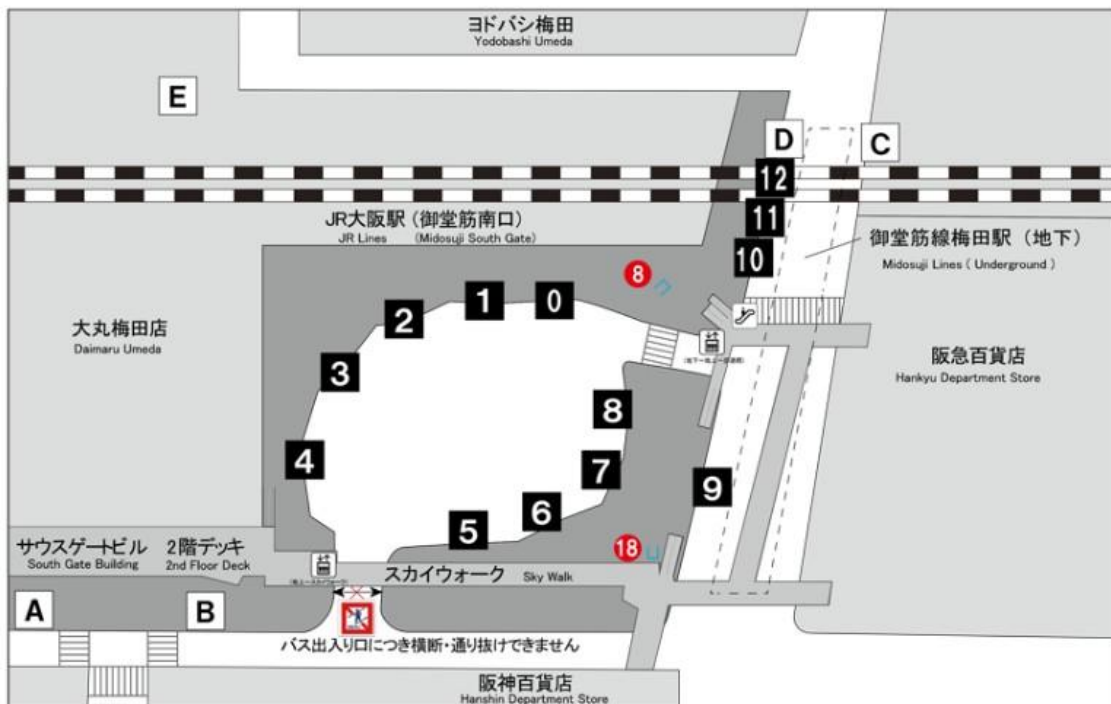 ヨドバシ梅田
Yodobashi Umeda
E
D
C
12
11
10
JR大阪駅（御堂筋南口）
JR Lines (Midosuji South Gate)
御堂筋線梅田駅（地下）
Midosuji Lines ( Underground )
8
2
1
0
大丸梅田店
Daimaru Umeda
3
阪急百貨店
Hankyu Department Store
8
4
7
9
6
5
18
サウスゲートビル 2階デッキ
South Gate Building 2nd Floor Deck
スカイウォーク Sky Walk
A
B
バス出入り口につき横断・通り抜けできません
阪神百貨店
Hanshin Department Store